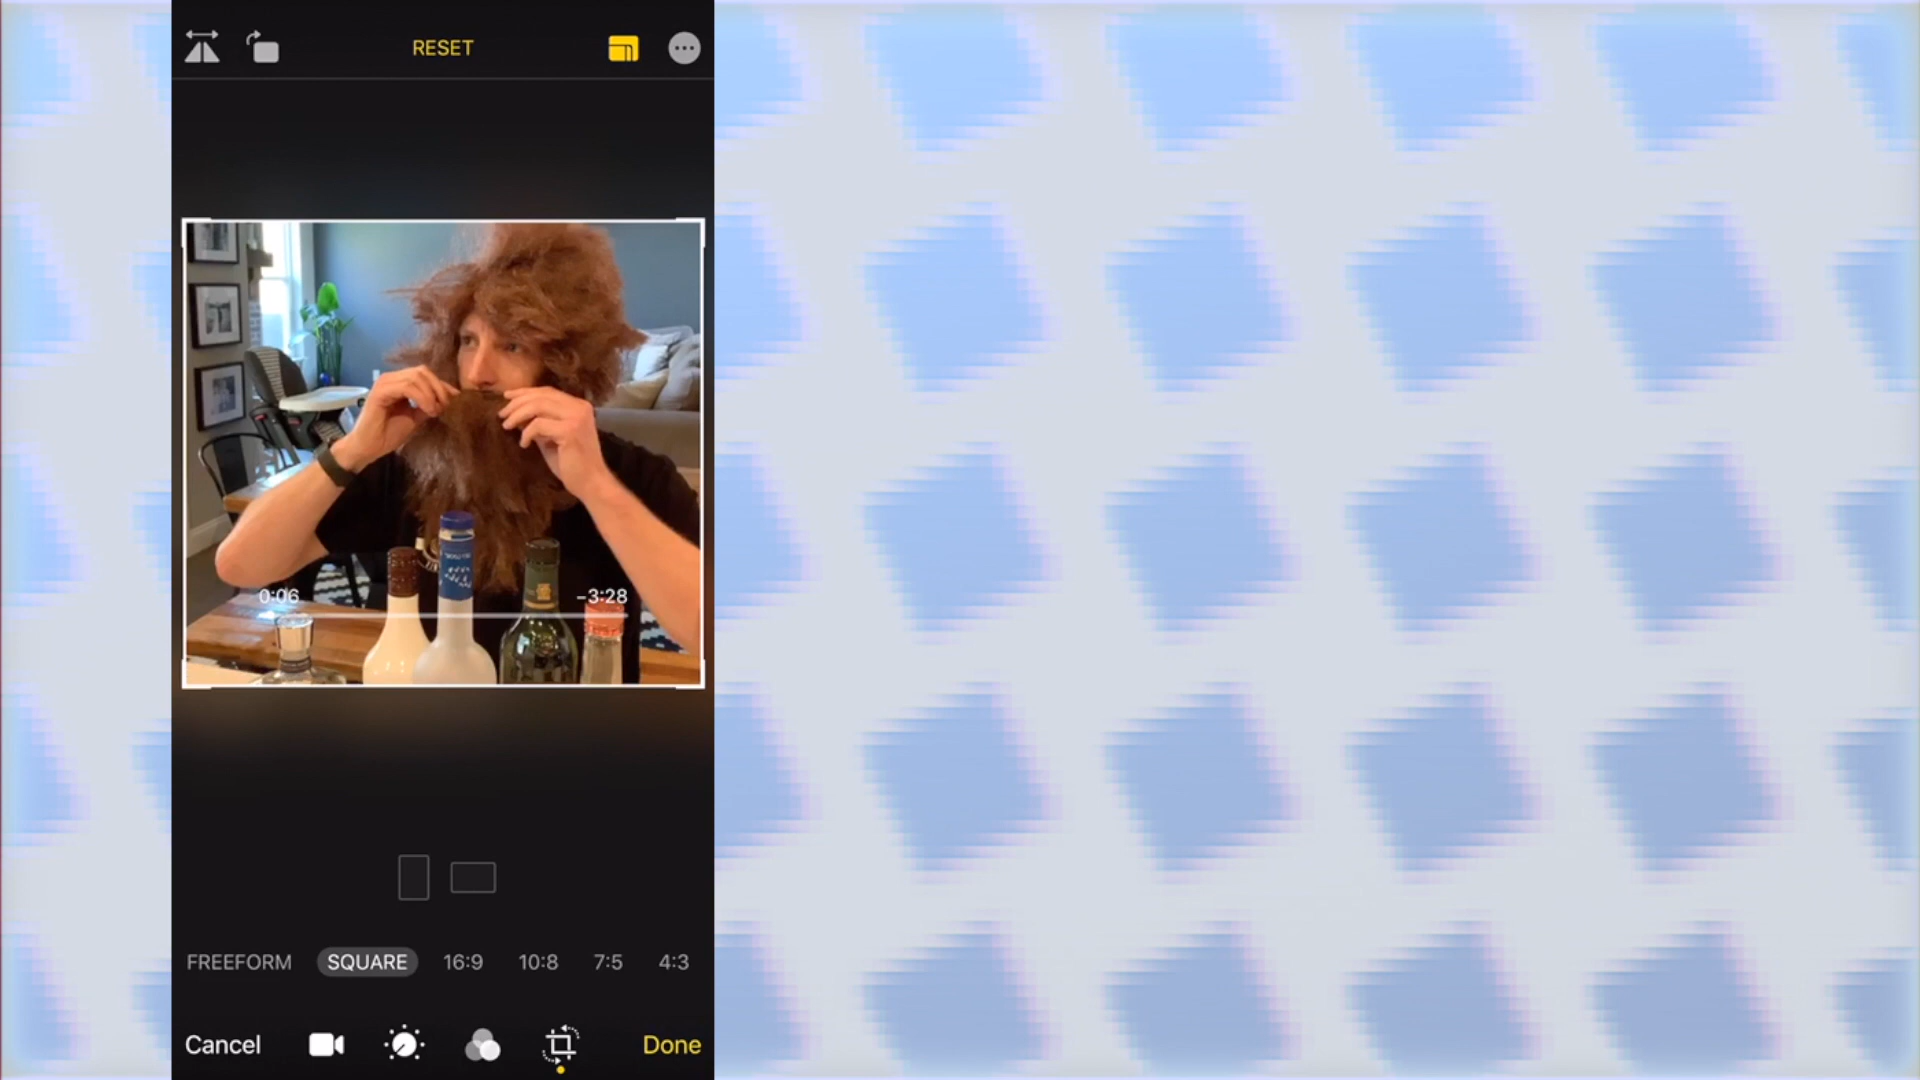 RESET
0:06
-3:28
FREEFORM SQUARE 16:9 10:8 7:5 4:3
Cancel Done